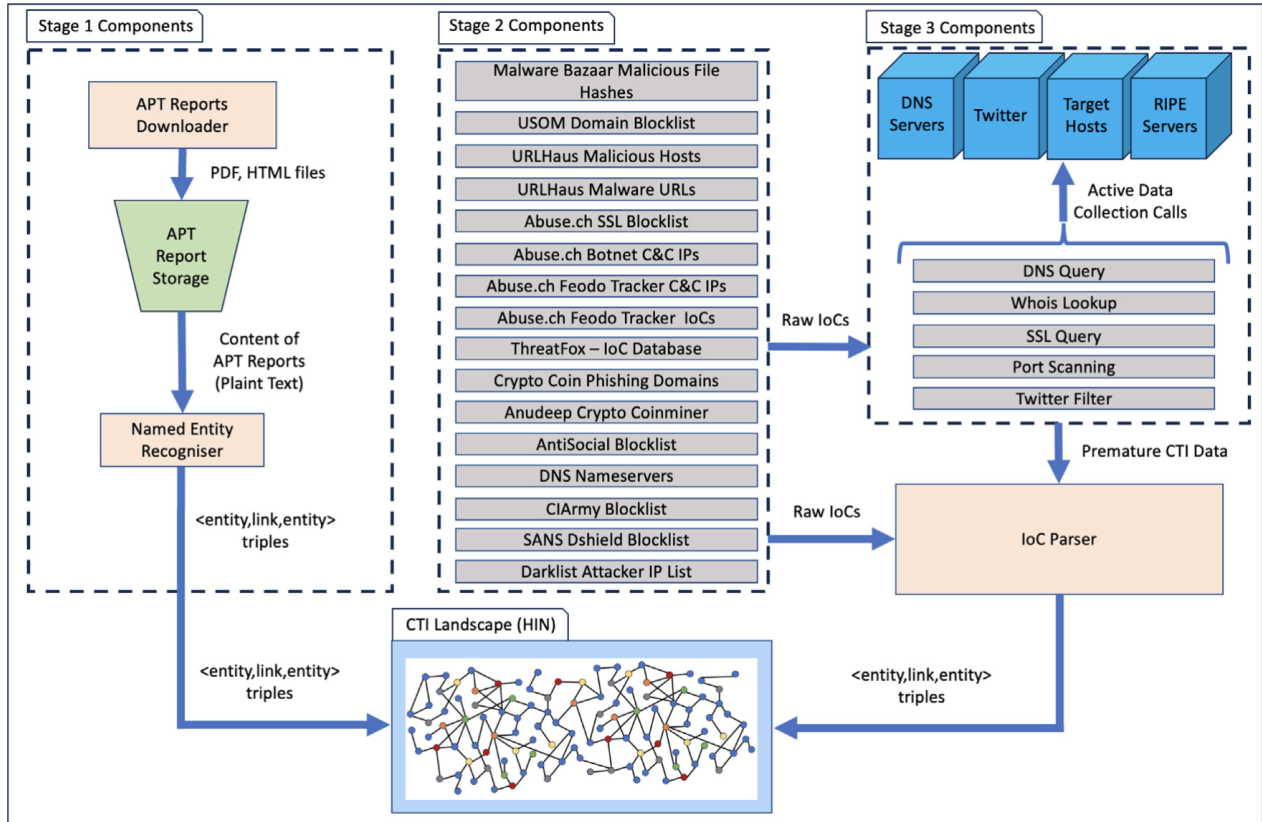 Stage 1 Components
APT Reports
Downloader
PDF, HTML files
APT
Report
Storage
Content of
APT Reports
(Plaint Text)
Named Entity
Recogniser
<entity,link,entity>
triples
<entity,link,entity>
triples
Stage 2 Components
Malware Bazaar Malicious File
Hashes
USOM Domain Blocklist
URLHaus Malicious Hosts
URLHaus Malware URLs
Abuse.ch SSL Blocklist
Abuse.ch Botnet C&C IPs
Abuse.ch Feodo Tracker C&C IPs
Abuse.ch Feodo Tracker IoCs
ThreatFox – IoC Database
Crypto Coin Phishing Domains
Anudeep Crypto Coinminer
AntiSocial Blocklist
DNS Nameservers
CIArmy Blocklist
SANS Dshield Blocklist
Darklist Attacker IP List
Raw IoCs
Raw IoCs
Stage 3 Components
DNS
Servers
Twitter
Target
Hosts
RIPE
Servers
Active Data
Collection Calls
DNS Query
Whois Lookup
SSL Query
Port Scanning
Twitter Filter
Premature CTI Data
IoC Parser
<entity,link,entity>
triples
CTI Landscape (HIN)